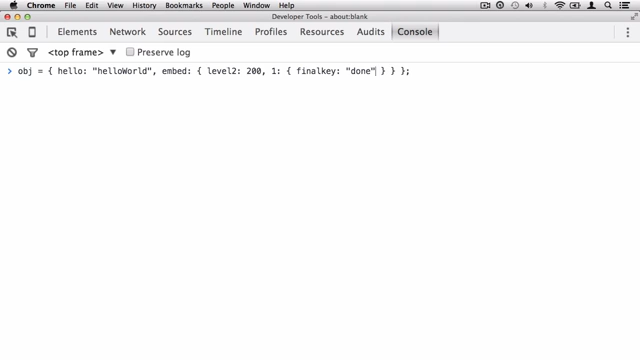 Chrome File Edit View History Bookmarks People Window Help
Developer Tools - about:blank
Elements Network Sources Timeline Profiles Resources Audits Console
<top frame> ▼ Preserve log
> obj = { hello: "helloWorld", embed: { level2: 200, 1: { finalkey: "done" } } };